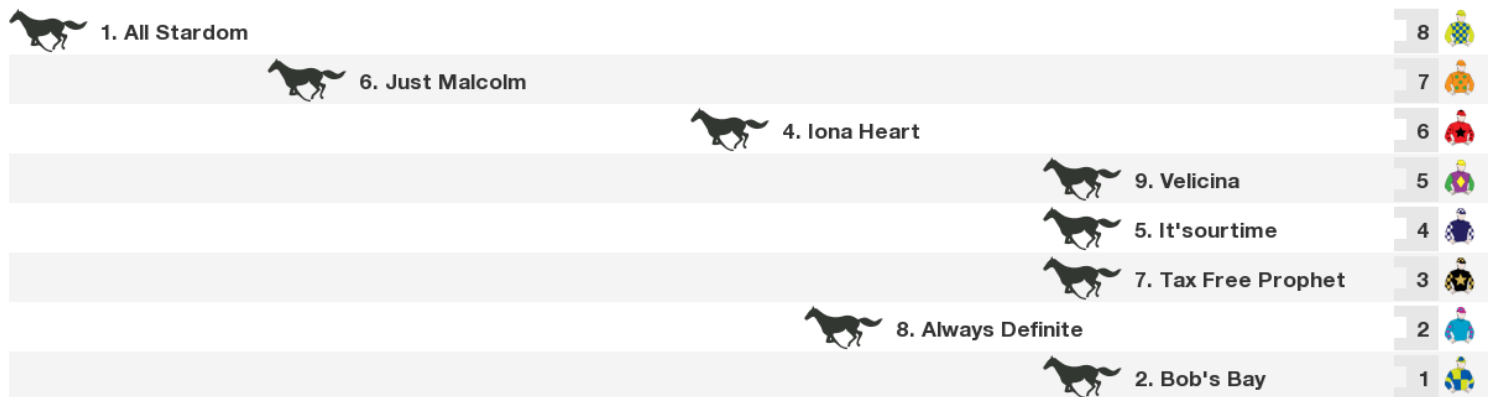 1. All Stardom 8
6. Just Malcolm 7
4. Iona Heart 6
9. Velicina 5
5. It'sourtime 4
7. Tax Free Prophet 3
8. Always Definite 2
2. Bob's Bay 1